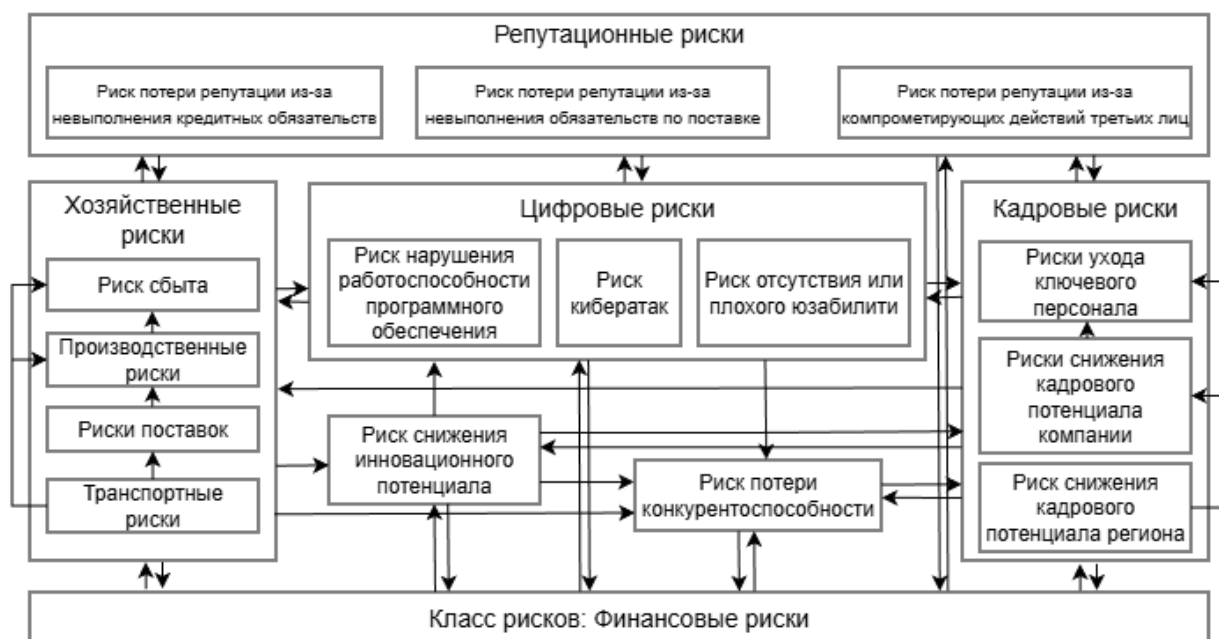 Репутационные риски
Риск потери репутации из-за
невыполнения кредитных обязательств
Риск потери репутации из-за
невыполнения обязательств по поставке
Риск потери репутации из-за
компрометирующих действий третьих лиц
Хозяйственные
риски
Риск сбыта
Производственные
риски
Риски поставок
Транспортные
риски
Цифровые риски
Риск нарушения
работоспособности
программного
обеспечения
Риск
кибератак
Риск отсутствия или
плохого юзабилити
Риск снижения
инновационного
потенциала
Риск потери
конкурентоспособности
Кадровые риски
Риски ухода
ключевого
персонала
Риски снижения
кадрового
потенциала
компании
Риск снижения
кадрового
потенциала региона
Класс рисков: Финансовые риски